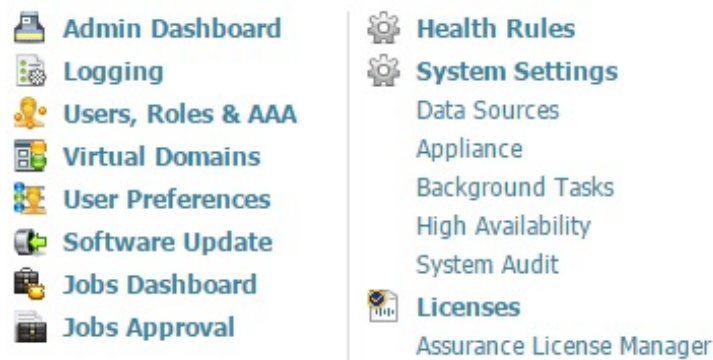 Admin Dashboard
Logging
Users, Roles & AAA
Virtual Domains
User Preferences
Software Update
Jobs Dashboard
Jobs Approval
Health Rules
System Settings
Data Sources
Appliance
Background Tasks
High Availability
System Audit
Licenses
Assurance License Manager